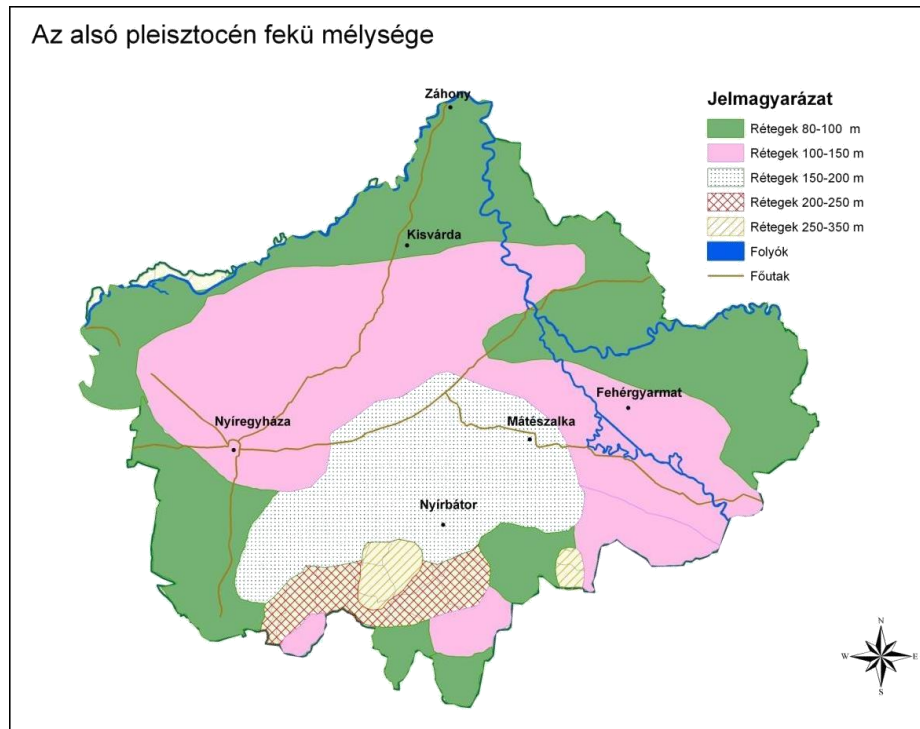 Az alsó pleisztocén fekü mélysége
Záhony
Kisvárda
Nyíregyháza
Fehérgyarmat
Mátészalka
Nyírbátor
Jelmagyarázat
Rétegek 80-100 m
Rétegek 100-150 m
Rétegek 150-200 m
Rétegek 200-250 m
Rétegek 250-350 m
Folyók
Főutak
N
W E
S